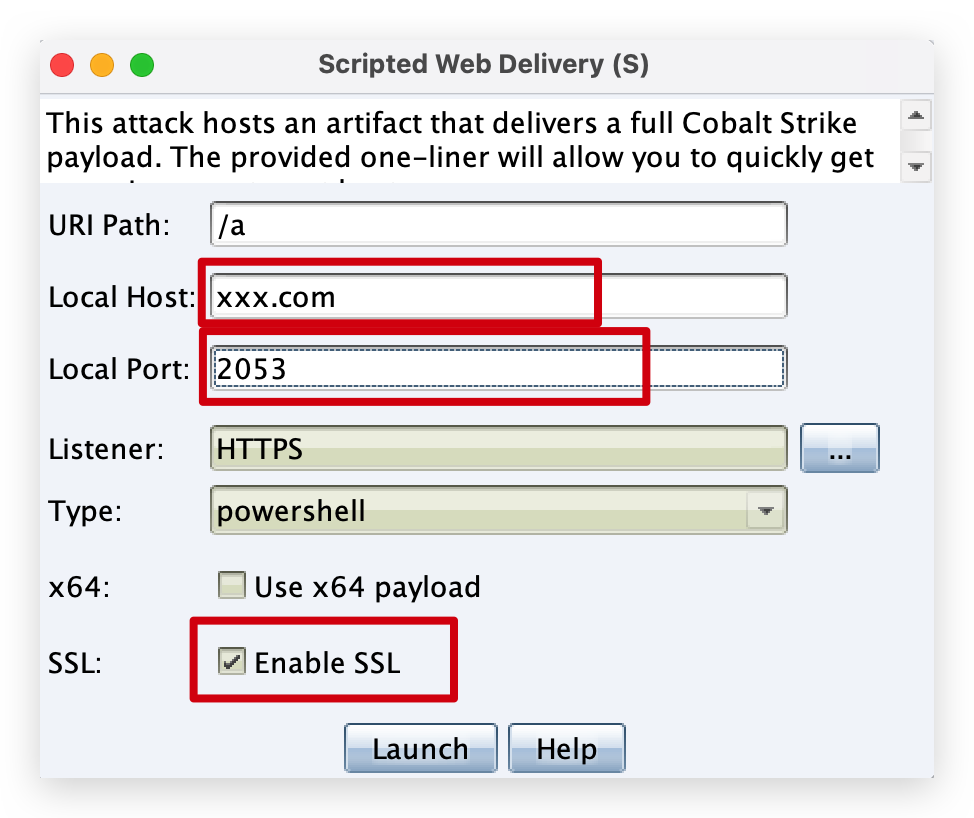 Scripted Web Delivery (S)
This attack hosts an artifact that delivers a full Cobalt Strike
payload. The provided one-liner will allow you to quickly get
URI Path: /a
Local Host: xxx.com
Local Port: 2053
Listener: HTTPS ...
Type: powershell
x64: Use x64 payload
SSL: Enable SSL
Launch Help